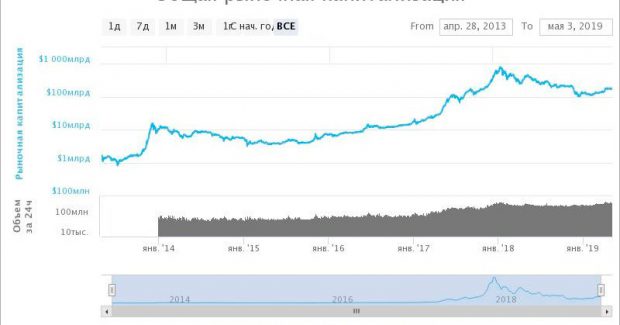 1д 7д 1м 3м 1г С нач. го ВСЕ From апр. 28, 2013 To мая 3, 2019
Рыночная капитализация
$1 000млрд
$100млрд
$10млрд
$1млрд
$100млн
Объем за 24ч
100млн
10тыс.
янв. '14 янв. '15 янв. '16 янв. '17 янв. '18 янв. '19
2014 2016 2018